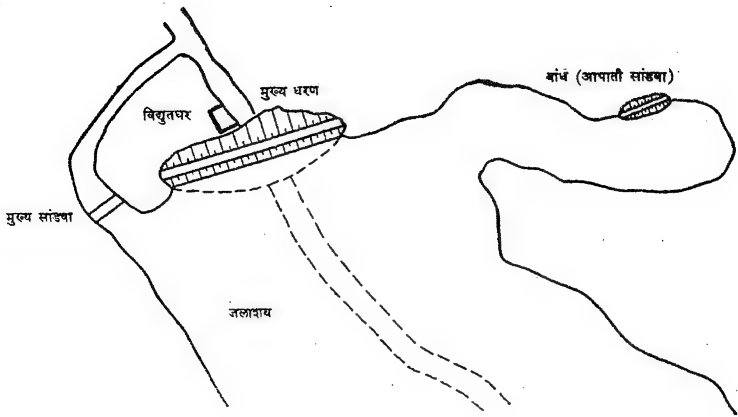 बांध (आपाती सांडवा)
मुख्य धरण
विद्युतघर
मुख्य सांडवा
जलाशय